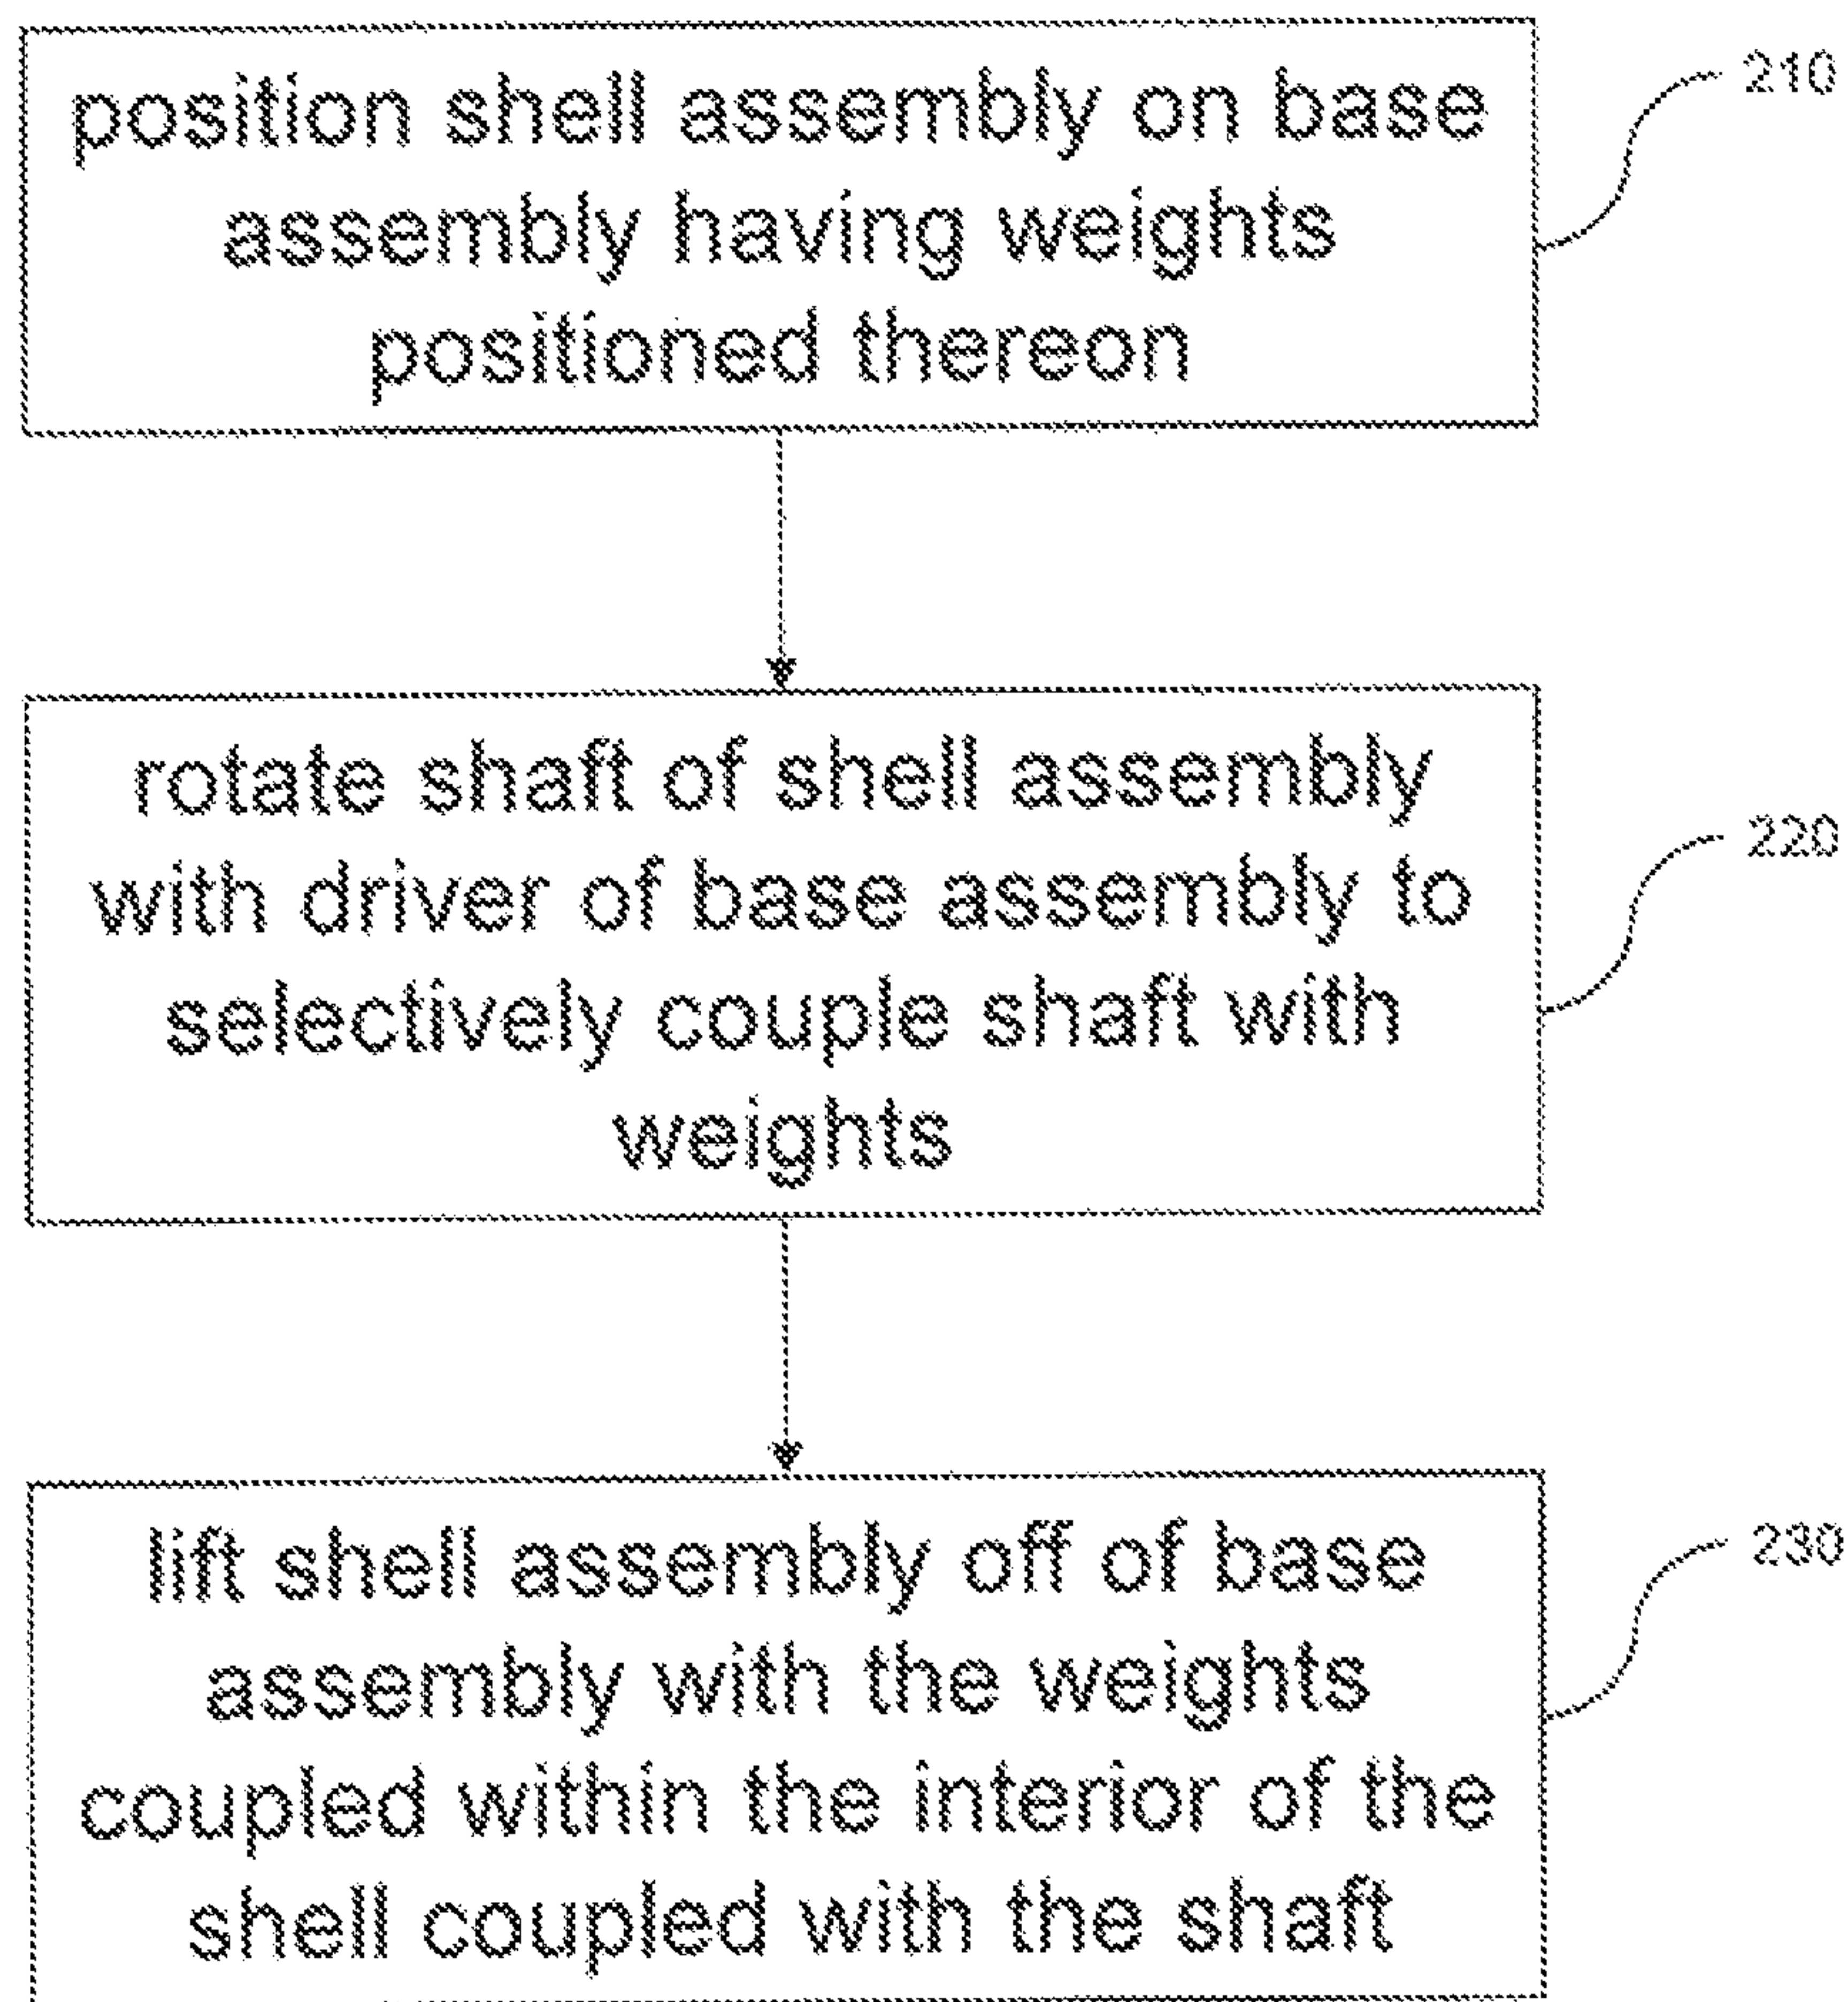 position shell assembly on base
assembly having weights
positioned thereon
210
rotate shaft of shell assembly
with driver of base assembly to
selectively couple shaft with
weights
220
lift shell assembly off of base
assembly with the weights
coupled within the interior of the
shell coupled with the shaft
230